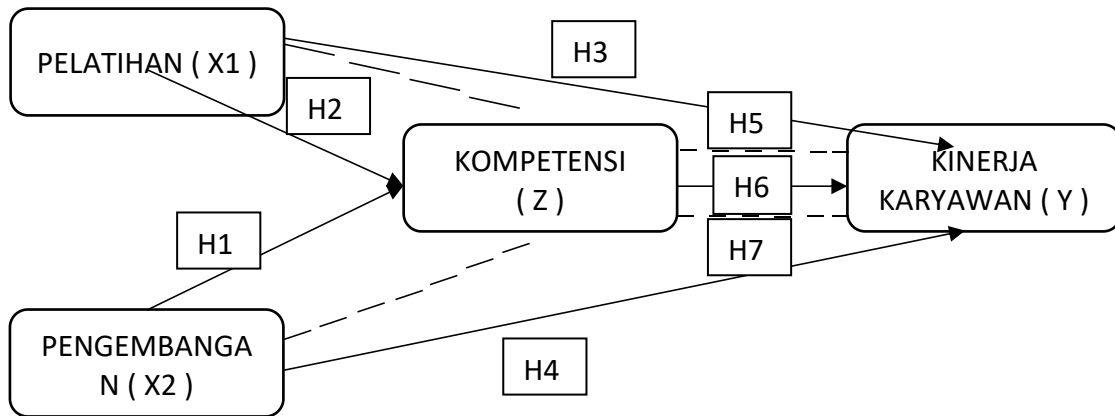 PELATIHAN ( X1 )
H3
H2
H5
KOMPETENSI
( Z )
H6
KINERJA
KARYAWAN ( Y )
H1
H7
PENGEMBANGA
N ( X2 )
H4